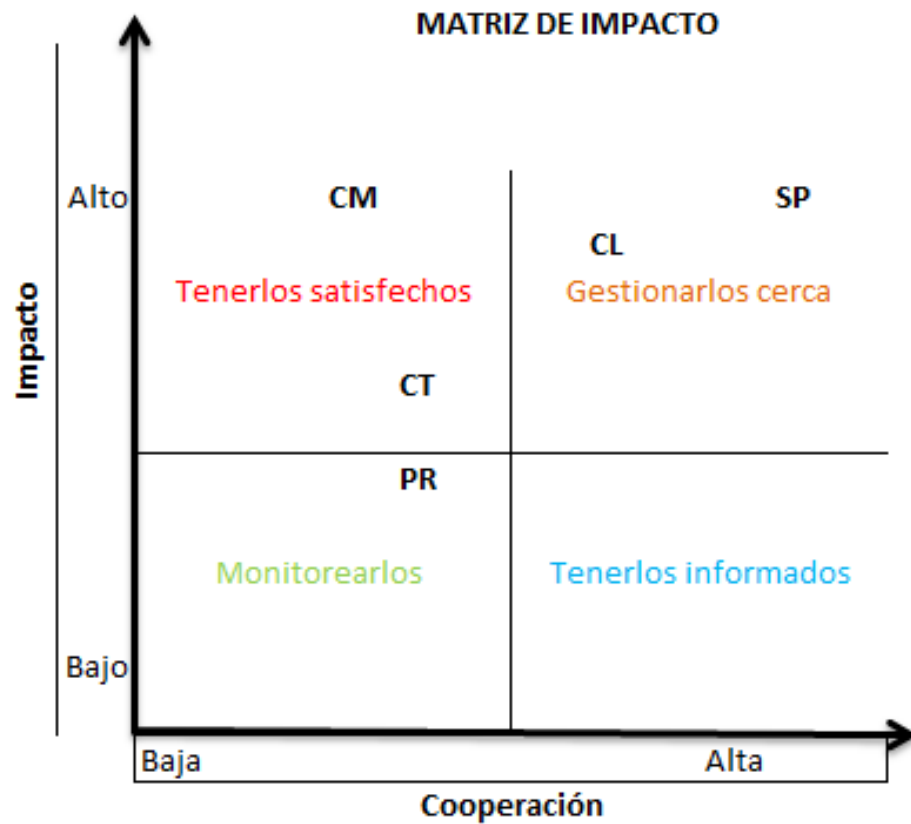 MATRIZ DE IMPACTO
Alto
CM
SP
CL
Tenerlos satisfechos
Gestionarlos cerca
Impacto
CT
PR
Monitorearlos
Tenerlos informados
Bajo
Baja
Alta
Cooperación